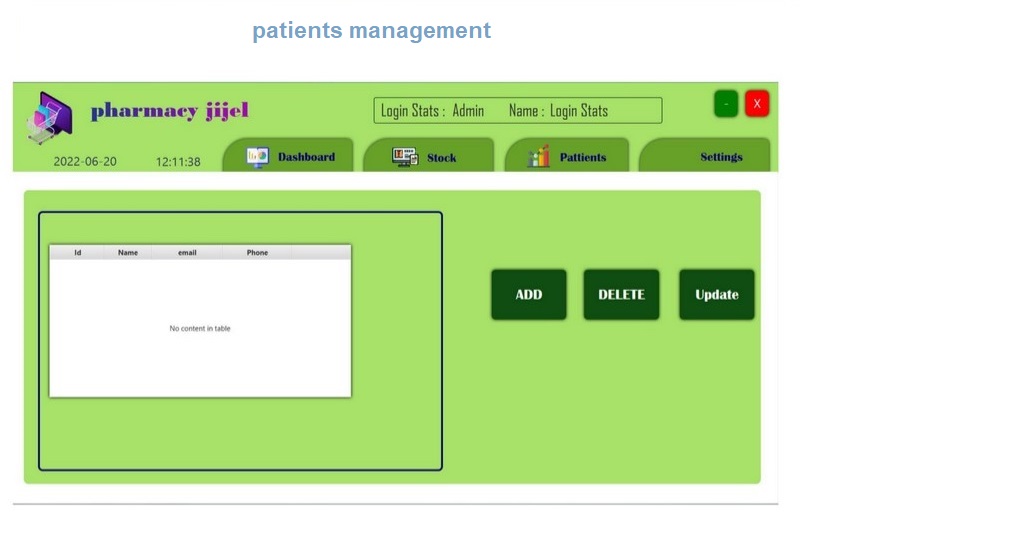 patients management
pharmacy jijel
Login Stats : Admin Name : Login Stats
-
X
2022-06-20 12:11:38
Dashboard
Stock
Pattients
Settings
Id Name email Phone
No content in table
ADD
DELETE
Update